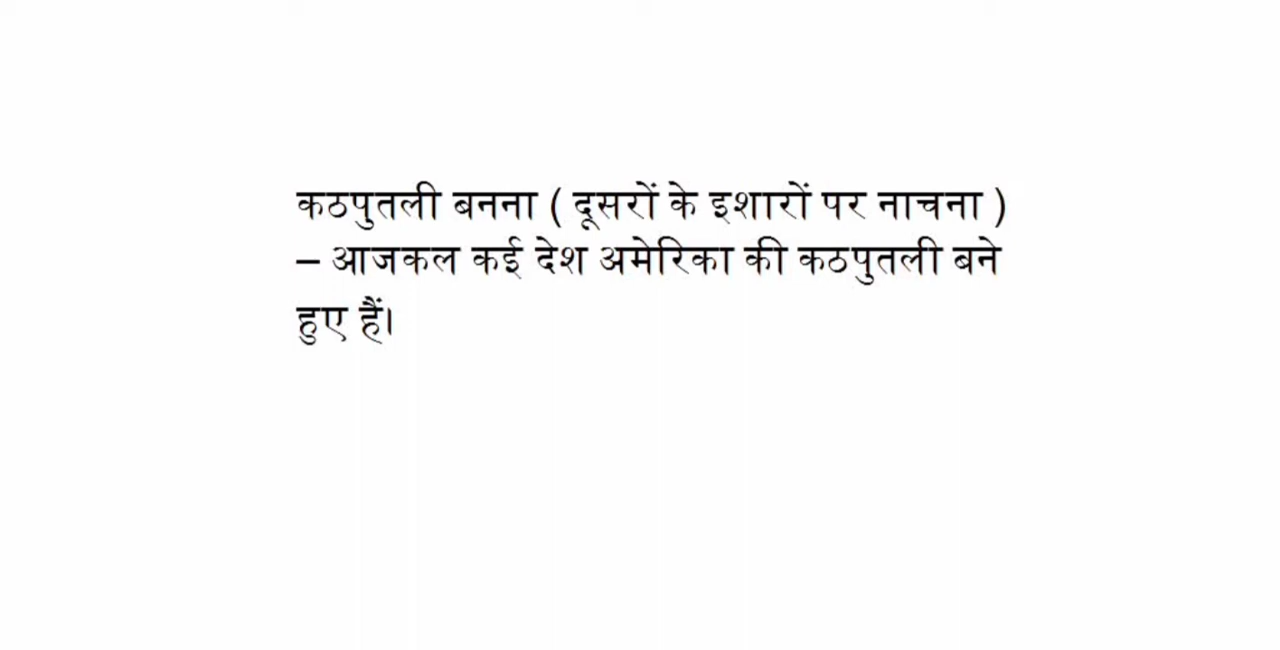 कठपुतली बनना ( दूसरों के इशारों पर नाचना )
– आजकल कई देश अमेरिका की कठपुतली बने
हुए हैं।